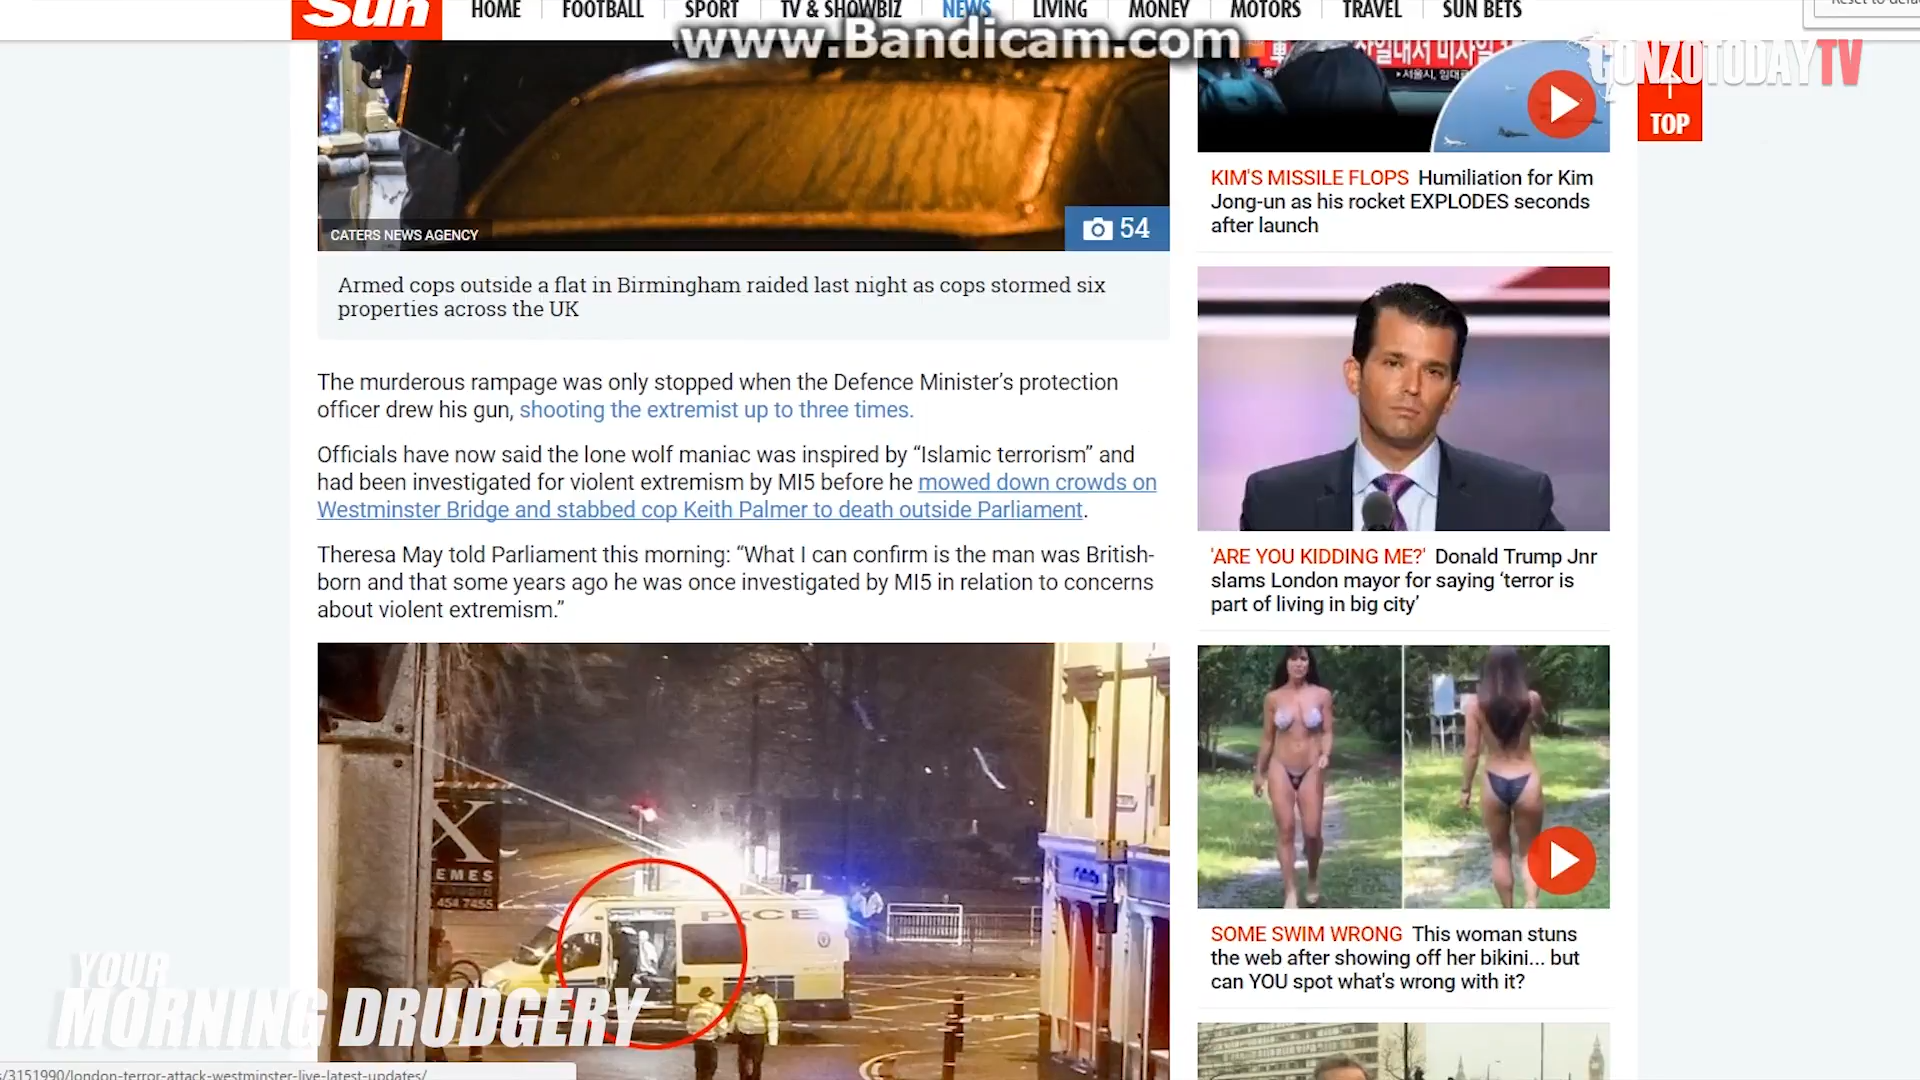 Sun
HOME
FOOTBALL
SPORT
TV & SHOWBIZ
NEWS
LIVING
MONEY
MOTORS
TRAVEL
SUN BETS
www.Bandicam.com
GONZOTODAYTV
TOP
CATERS NEWS AGENCY
54
Armed cops outside a flat in Birmingham raided last night as cops stormed six
properties across the UK
The murderous rampage was only stopped when the Defence Minister’s protection
officer drew his gun, shooting the extremist up to three times.
Officials have now said the lone wolf maniac was inspired by “Islamic terrorism” and
had been investigated for violent extremism by MI5 before he mowed down crowds on
Westminster Bridge and stabbed cop Keith Palmer to death outside Parliament.
Theresa May told Parliament this morning: “What I can confirm is the man was British-
born and that some years ago he was once investigated by MI5 in relation to concerns
about violent extremism.”
X
EMES
454 7455
YOUR
MORNING DRUDGERY
s/3151990/london-terror-attack-westminster-live-latest-updates/
KIM'S MISSILE FLOPS Humiliation for Kim
Jong-un as his rocket EXPLODES seconds
after launch
'ARE YOU KIDDING ME?' Donald Trump Jnr
slams London mayor for saying ‘terror is
part of living in big city’
SOME SWIM WRONG This woman stuns
the web after showing off her bikini... but
can YOU spot what's wrong with it?